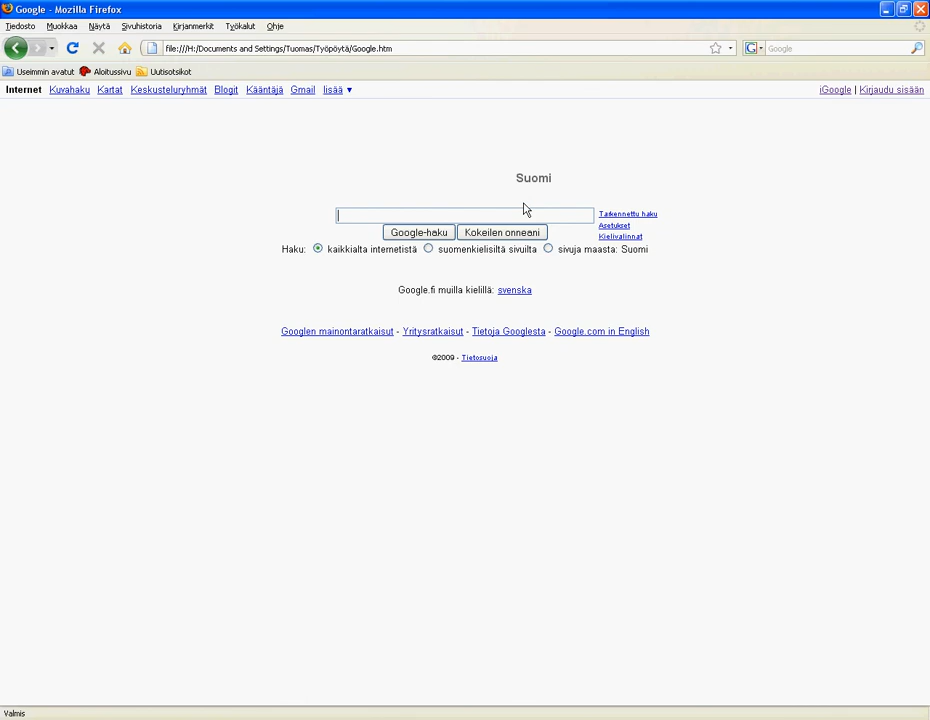 Google - Mozilla Firefox
Tiedosto Muokkaa Näytä Sivuhistoria Kirjanmerkit Työkalut Ohje
file:///H:/Documents and Settings/Tuomas/Työpöytä/Google.htm G Google
Useimmin avatut Aloitussivu Uutisotsikot
Internet Kuvahaku Kartat Keskusteluryhmät Blogit Kääntäjä Gmail lisää ▼ iGoogle | Kirjaudu sisään
Suomi
Tarkennettu haku
Asetukset
Google-haku Kokeilen onneani Kielivalinnat
Haku: kaikkialta internetistä suomenkielisiltä sivuilta sivuja maasta: Suomi
Google.fi muilla kielillä: svenska
Googlen mainontaratkaisut - Yritysratkaisut - Tietoja Googlesta - Google.com in English
©2009 - Tietosuoja
Valmis